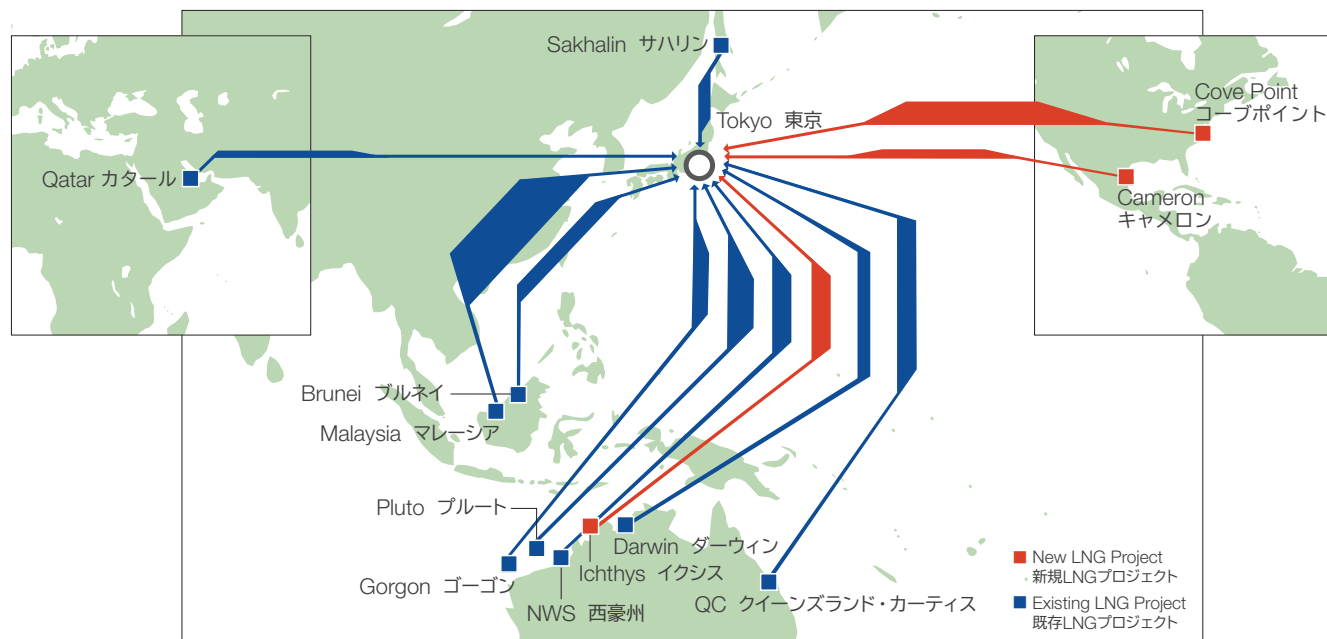 Sakhalin サハリン
Cove Point
コーブポイント
Tokyo 東京
Qatar カタール
Cameron
キャメロン
Brunei ブルネイ
Malaysia マレーシア
Pluto プルート
Darwin ダーウィン
Gorgon ゴーゴン
Ichthys イクシス
NWS 西豪州
QC クイーンズランド・カーティス
New LNG Project
新規LNGプロジェクト
Existing LNG Project
既存LNGプロジェクト